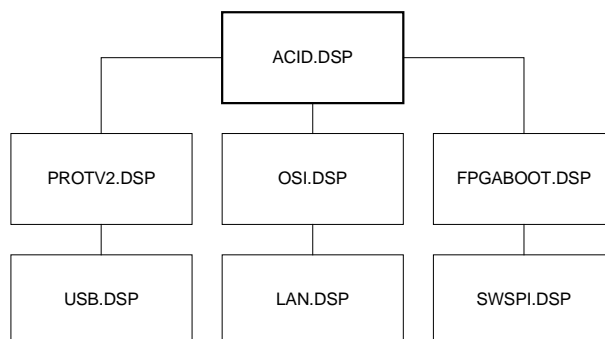 ACID.DSP
PROTV2.DSP
OSI.DSP
FPGABOOT.DSP
USB.DSP
LAN.DSP
SWSPI.DSP